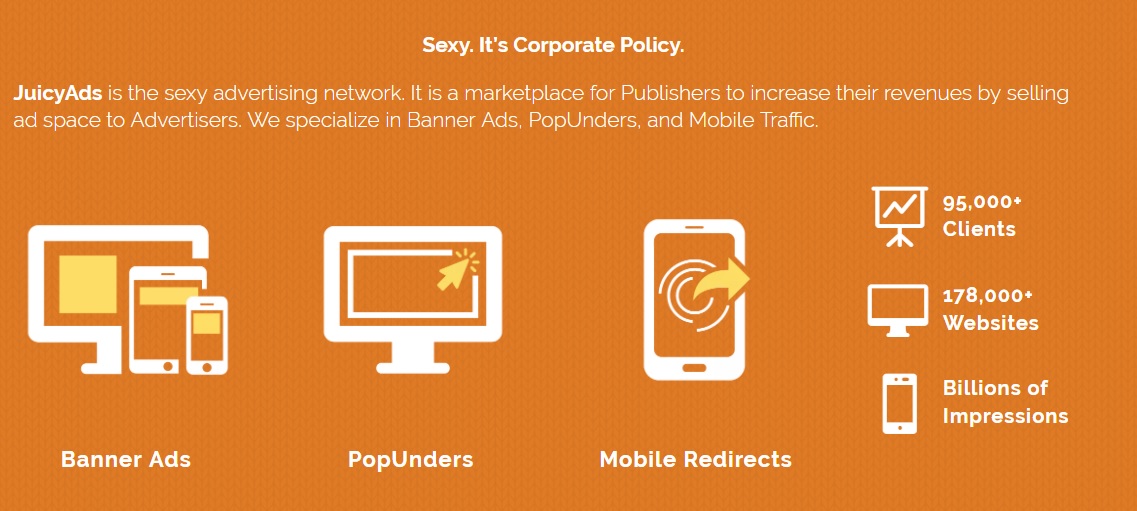 Sexy. It's Corporate Policy.
JuicyAds is the sexy advertising network. It is a marketplace for Publishers to increase their revenues by selling
ad space to Advertisers. We specialize in Banner Ads, PopUnders, and Mobile Traffic.
95,000+
Clients
178,000+
Websites
Billions of
Impressions
Banner Ads
PopUnders
Mobile Redirects